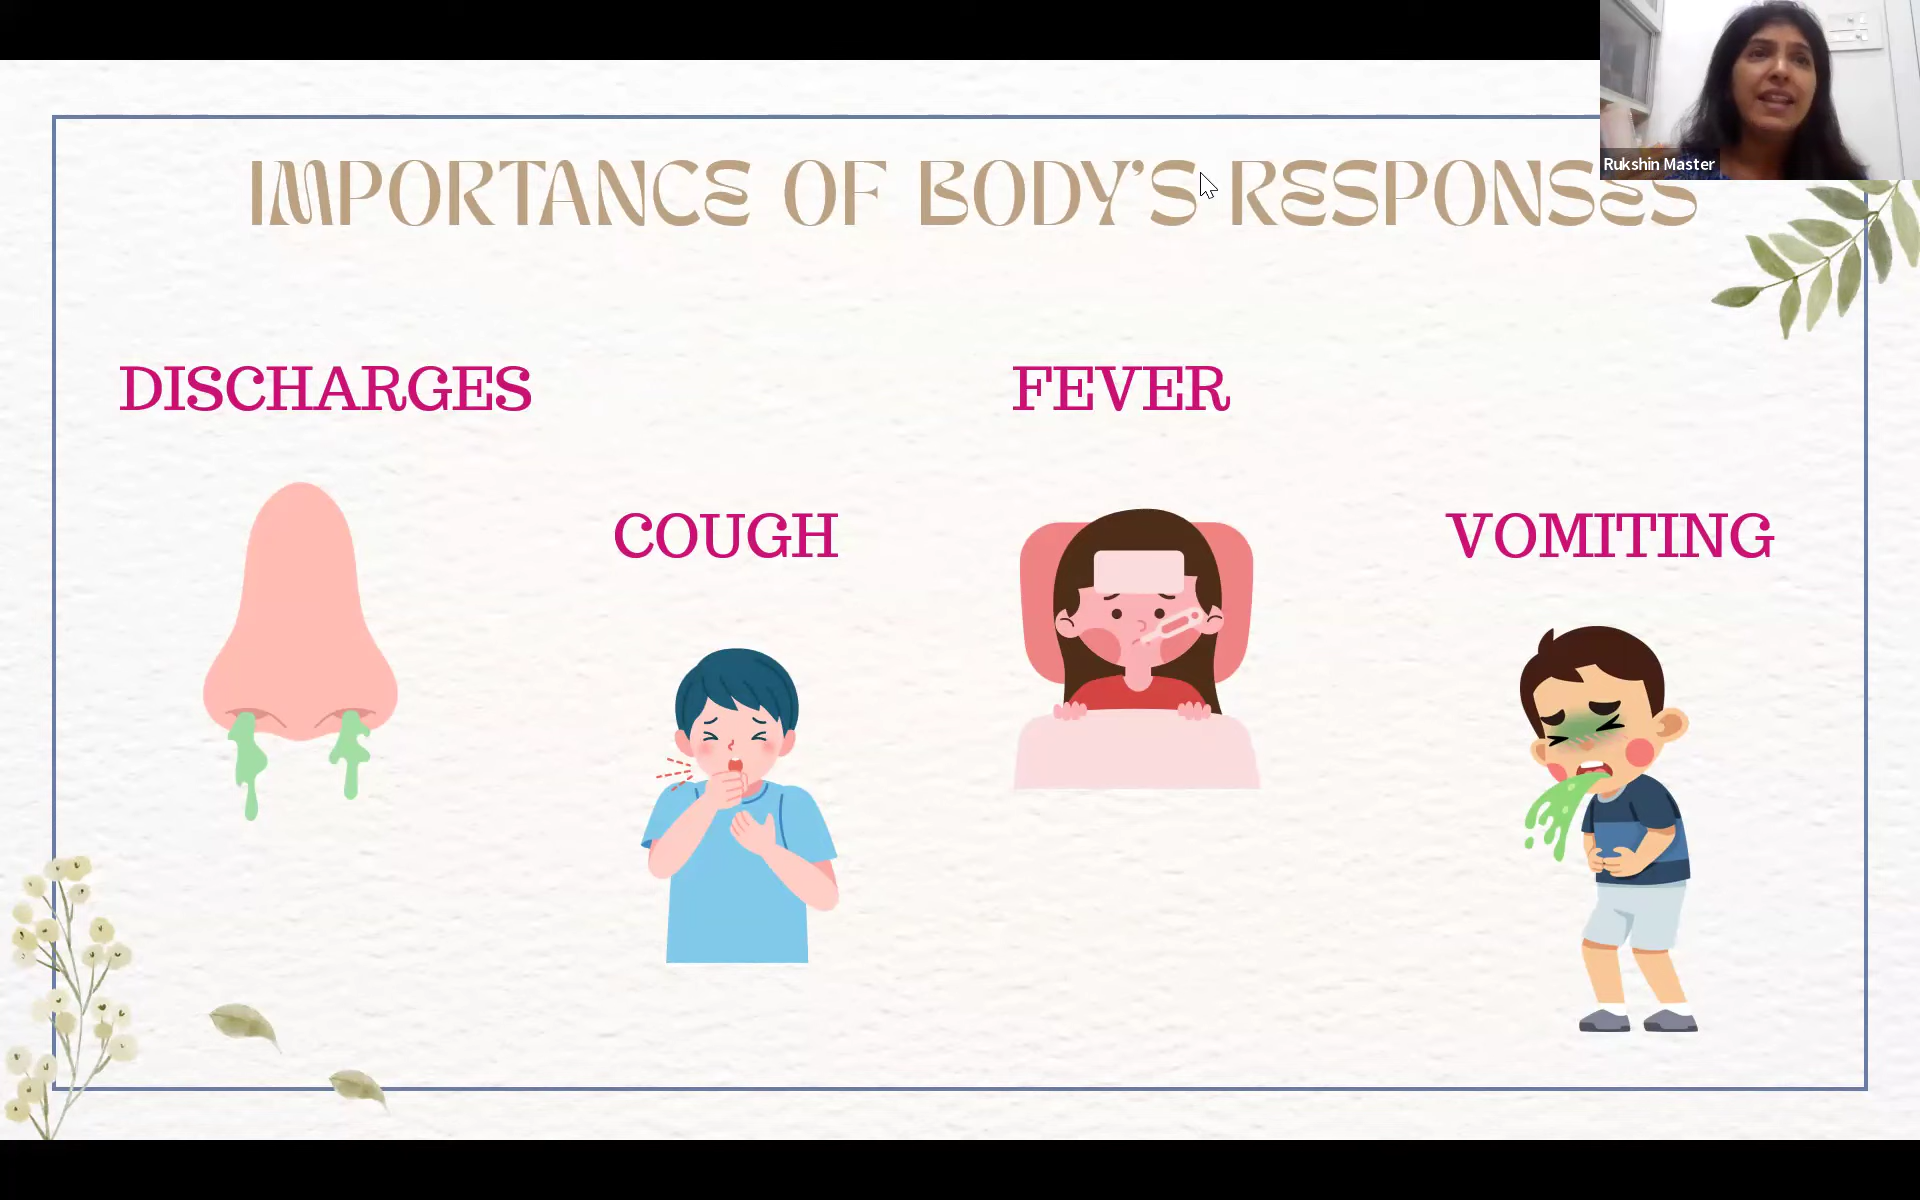 Rukshin Master
IMPORTANCE OF BODY'S RESPONSES
DISCHARGES
FEVER
COUGH
VOMITING